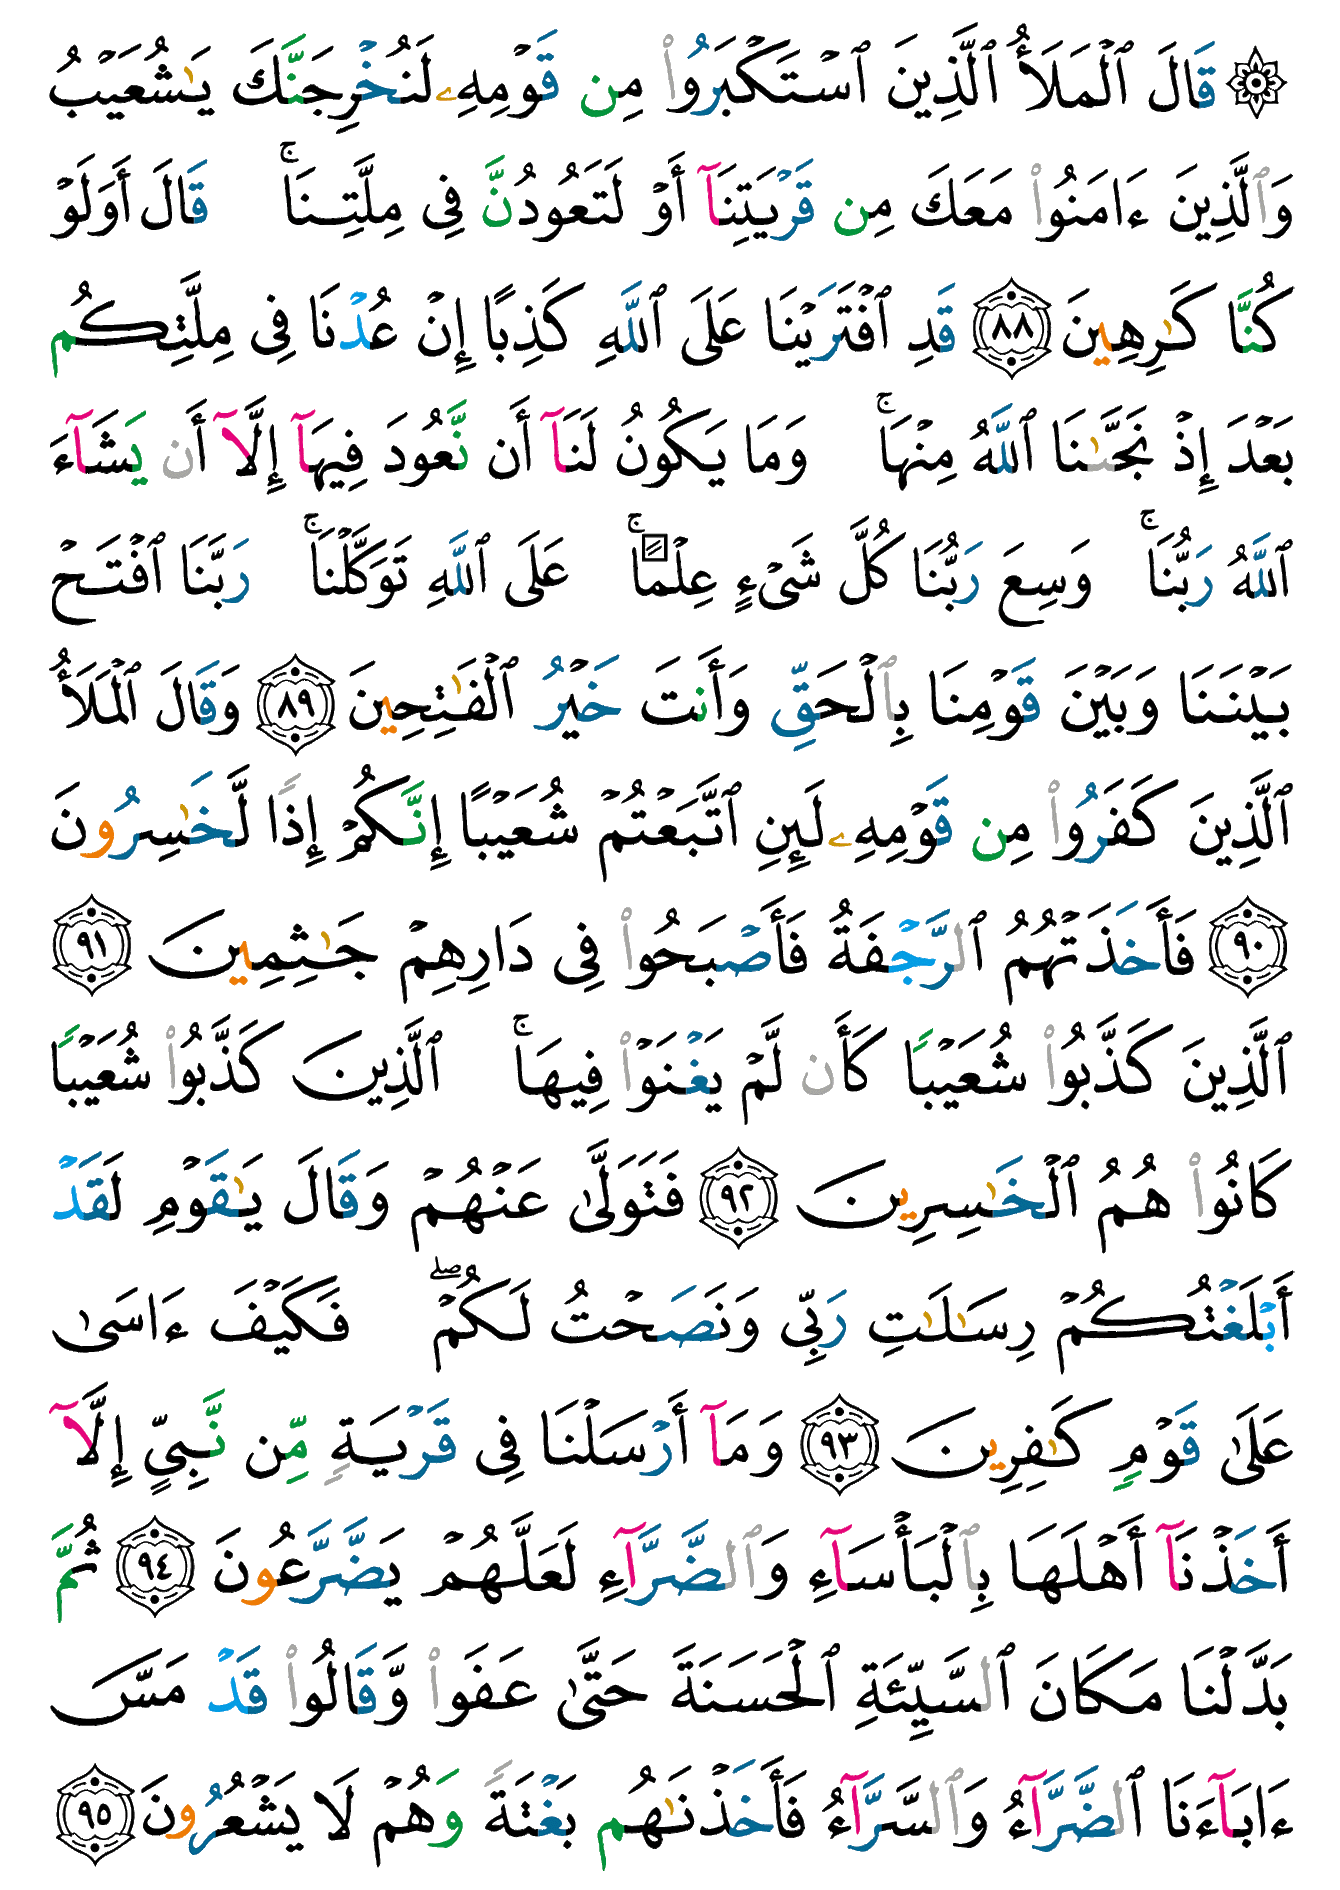 ۞ قَالَ ٱلْمَلَأُ ٱلَّذِينَ ٱسْتَكْبَرُوا۟ مِن قَوْمِهِۦ لَنُخْرِجَنَّكَ يَـٰشُعَيْبُ
وَٱلَّذِينَ ءَامَنُوا۟ مَعَكَ مِن قَرْيَتِنَآ أَوْ لَتَعُودُنَّ فِى مِلَّتِنَا ۚ قَالَ أَوَلَوْ
كُنَّا كَـٰرِهِينَ ٨٨ قَدِ ٱفْتَرَيْنَا عَلَى ٱللَّهِ كَذِبًا إِنْ عُدْنَا فِى مِلَّتِكُم
بَعْدَ إِذْ نَجَّىٰنَا ٱللَّهُ مِنْهَا ۚ وَمَا يَكُونُ لَنَآ أَن نَّعُودَ فِيهَآ إِلَّآ أَن يَشَآءَ
ٱللَّهُ رَبُّنَا ۚ وَسِعَ رَبُّنَا كُلَّ شَىْءٍ عِلْمًا ۚ عَلَى ٱللَّهِ تَوَكَّلْنَا ۚ رَبَّنَا ٱفْتَحْ
بَيْنَنَا وَبَيْنَ قَوْمِنَا بِٱلْحَقِّ وَأَنتَ خَيْرُ ٱلْفَـٰتِحِينَ ٨٩ وَقَالَ ٱلْمَلَأُ
ٱلَّذِينَ كَفَرُوا۟ مِن قَوْمِهِۦ لَئِنِ ٱتَّبَعْتُمْ شُعَيْبًا إِنَّكُمْ إِذًا لَّخَـٰسِرُونَ
٩٠ فَأَخَذَتْهُمُ ٱلرَّجْفَةُ فَأَصْبَحُوا۟ فِى دَارِهِمْ جَـٰثِمِينَ ٩١
ٱلَّذِينَ كَذَّبُوا۟ شُعَيْبًا كَأَن لَّمْ يَغْنَوْا۟ فِيهَا ۚ ٱلَّذِينَ كَذَّبُوا۟ شُعَيْبًا
كَانُوا۟ هُمُ ٱلْخَـٰسِرِينَ ٩٢ فَتَوَلَّىٰ عَنْهُمْ وَقَالَ يَـٰقَوْمِ لَقَدْ
أَبْلَغْتُكُمْ رِسَـٰلَـٰتِ رَبِّى وَنَصَحْتُ لَكُمْ ۖ فَكَيْفَ ءَاسَىٰ
عَلَىٰ قَوْمٍ كَـٰفِرِينَ ٩٣ وَمَآ أَرْسَلْنَا فِى قَرْيَةٍ مِّن نَّبِىٍّ إِلَّآ
أَخَذْنَآ أَهْلَهَا بِٱلْبَأْسَآءِ وَٱلضَّرَّآءِ لَعَلَّهُمْ يَضَّرَّعُونَ ٩٤ ثُمَّ
بَدَّلْنَا مَكَانَ ٱلسَّيِّئَةِ ٱلْحَسَنَةَ حَتَّىٰ عَفَوا۟ وَّقَالُوا۟ قَدْ مَسَّ
ءَابَآءَنَا ٱلضَّرَّآءُ وَٱلسَّرَّآءُ فَأَخَذْنَـٰهُم بَغْتَةً وَهُمْ لَا يَشْعُرُونَ ٩٥